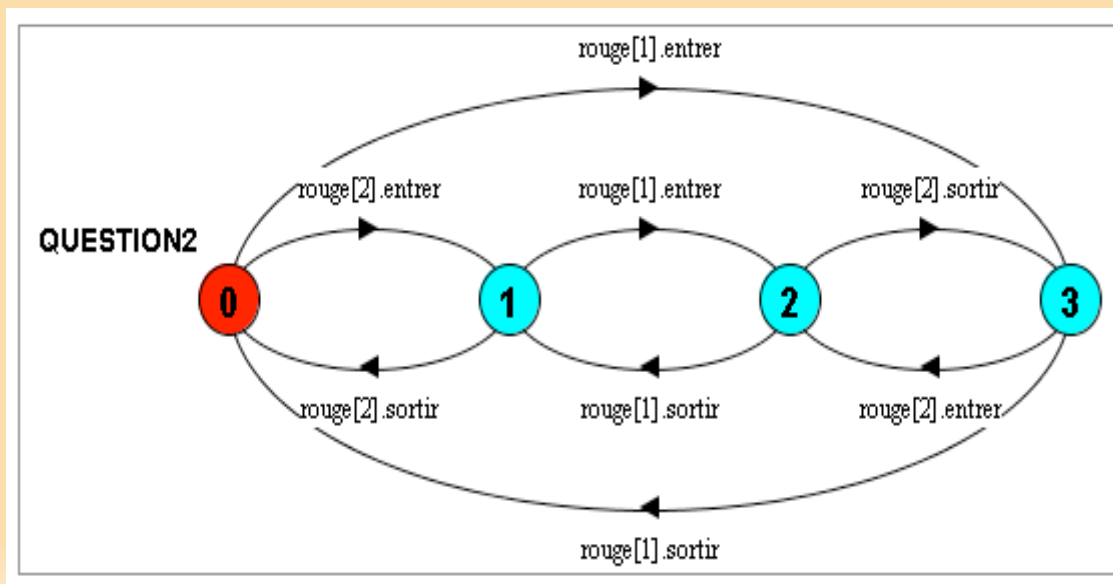 rouge[1].entrer
rouge[2].entrer rouge[1].entrer rouge[2].sortir
QUESTION2
0 1 2 3
rouge[2].sortir rouge[1].sortir rouge[2].entrer
rouge[1].sortir